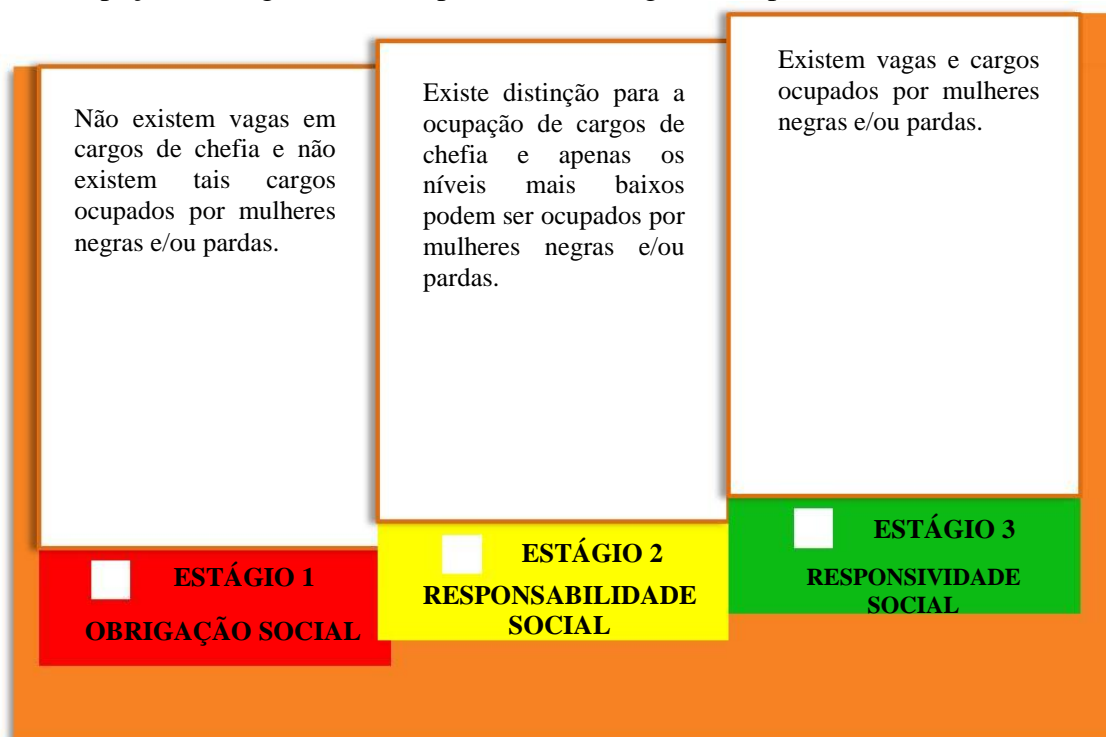 Não existem vagas em
cargos de chefia e não
existem tais cargos
ocupados por mulheres
negras e/ou pardas.
Existe distinção para a
ocupação de cargos de
chefia e apenas os
níveis mais baixos
podem ser ocupados por
mulheres negras e/ou
pardas.
Existem vagas e cargos
ocupados por mulheres
negras e/ou pardas.
ESTÁGIO 1
OBRIGAÇÃO SOCIAL
ESTÁGIO 2
RESPONSABILIDADE
SOCIAL
ESTÁGIO 3
RESPONSIVIDADE
SOCIAL